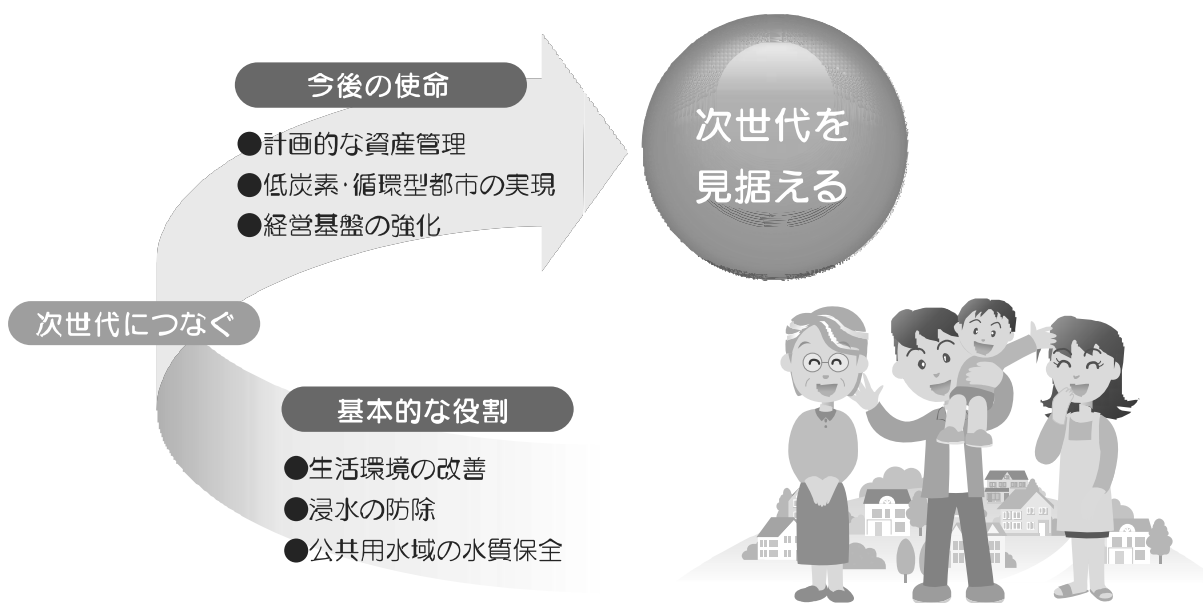 今後の使命
●計画的な資産管理
●低炭素・循環型都市の実現
●経営基盤の強化
次世代を
見据える
次世代につなぐ
基本的な役割
●生活環境の改善
●浸水の防除
●公共用水域の水質保全